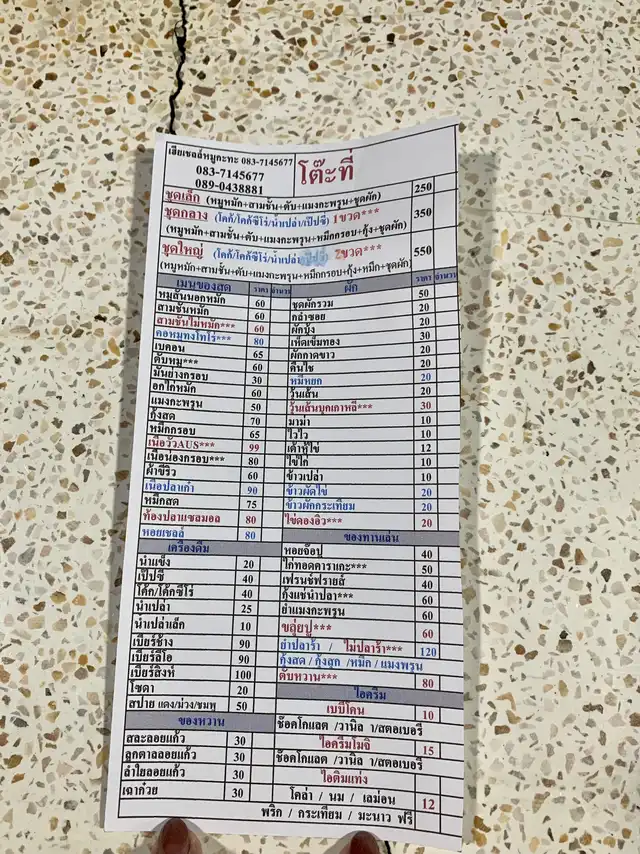 เฮียเชลล์หมูกะทะ 083-7145677
083-7145677
089-0438881
โต๊ะที่
ชุดเล็ก (หมูหมัก+สามชั้น+ตับ+แมงกะพรุน+ชุดผัก) 250
ชุดกลาง (โคก้/โคก้ซีโร่/น้ำเปล่า/เป๊ปซี่) 1ขวด*** 350
(หมูหมัก+สามชั้น+ตับ+แมงกะพรุน+หมึกกรอบ+กุ้ง+ชุดผัก)
ชุดใหญ่ (โคก้/โคก้ซีโร่/น้ำเปล่า 2ขวด*** 550
(หมูหมัก+สามชั้น+ตับ+แมงกะพรุน+หมึกกรอบ+กุ้ง+หมึก+ชุดผัก)
เมนูของสด ราคา จำนวน
หมูสันนอกหมัก 60
สามชั้นหมัก 60
สามชั้นไม่หมัก*** 60
คอหมูทงโทโร่*** 80
เบคอน 65
ตับหมู*** 60
มันย่างกรอบ 30
อกไก่หมัก 60
แมงกะพรุน 50
กุ้งสด 70
หมึกกรอบ 65
เนื้อวัวAUS*** 99
เนื้อน่องกรอบ*** 80
ผ้าขี้ริ้ว 60
เนื้อปลาเก๋า 90
หมึกสด 75
ท้องปลาแซลมอล 80
หอยเชลล์ 80
เครื่องดื่ม
น้ำแข็ง 20
เป๊ปซี่ 40
โค้ก/โค้กซีโร่ 40
น้ำเปล่า 25
น้ำเปล่าเล็ก 10
เบียร์ช้าง 90
เบียร์ลีโอ 90
เบียร์สิงห์ 100
โซดา 20
สปาย แดง/ม่วง/ชมพู 50
ของหวาน
สละลอยแก้ว 30
ลูกตาลลอยแก้ว 30
ลำไยลอยแก้ว 30
เฉาก๊วย 30
ผัก ราคา จำนวน
ชุดผักรวม 50
กล่ำซอย 20
ผักบุ้ง 20
เห็ดเข็มทอง 30
ผักกาดขาว 20
คื่นไช่ 20
หมี่หยก 20
วุ้นเส้น 20
วุ้นเส้นบุกเกาหลี*** 30
มาม่า 10
ไวไว 10
เต้าหู้ไข่ 12
ไข่ไก่ 10
ข้าวเปล่า 10
ข้าวผัดไข่ 20
ข้าวผักกระเทียม 20
ไข่ดองอิ่ว*** 20
ของทานเล่น
หอยจ๊อปู 40
ไก่ทอดคาราเกะ*** 50
เฟรนช์ฟรายส์ 40
กุ้งแช่น้ำปลา*** 60
ยำแมงกะพรุน 60
ขลุ่ยปู*** 60
ยำปลาร้า / ไม่ปลาร้า*** 120
กุ้งสด / กุ้งสุก /หมึก / แมงพรุน
ตับหวาน*** 80
ไอครีม
เบบี้โคน 10
ช๊อคโกแลต /วานิล า/สตอเบอรี่
ไอครีมโมจิ 15
ช๊อคโกแลต /วานิล า/สตอเบอรี่
ไอติมแท่ง
โคล่า / นม / เลม่อน 12
พริก / กระเทียม / มะนาว ฟรี